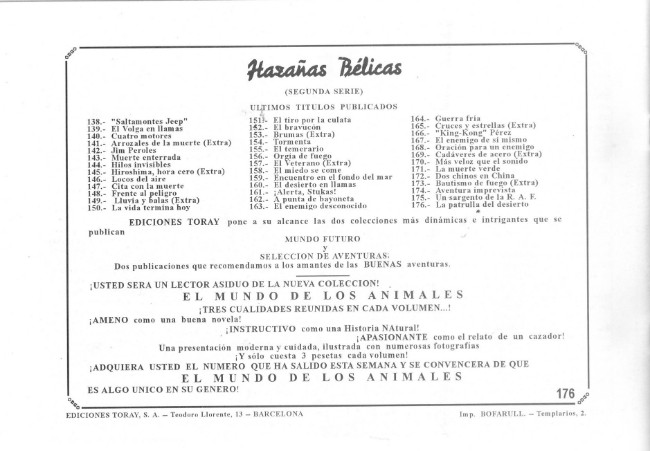 Hazañas Bélicas
(SEGUNDA SERIE)
ULTIMOS TITULOS PUBLICADOS
138.- "Saltamontes Jeep"
139.- El Volga en llamas
140.- Cuatro motores
141.- Arrozales de la muerte (Extra)
142.- Jim Peroles
143.- Muerte enterrada
144.- Hilos invisibles
145.- Hiroshima, hora cero (Extra)
146.- Locos del aire
147.- Cita con la muerte
148.- Frente al peligro
149.- Lluvia y balas (Extra)
150.- La vida termina hoy
151.- El tiro por la culata
152.- El bravucón
153.- Brumas (Extra)
154.- Tormenta
155.- El temerario
156.- Orgia de fuego
157.- El Veterano (Extra)
158.- El miedo se come
159.- Encuentro en el fondo del mar
160.- El desierto en llamas
161.- ¡Alerta, Stukas!
162.- A punta de bayoneta
163.- El enemigo desconocido
164.- Guerra fría
165.- Cruces y estrellas (Extra)
166.- "King-Kong" Pérez
167.- El enemigo de si mismo
168.- Oración para un enemigo
169.- Cadáveres de acero (Extra)
170.- Más veloz que el sonido
171.- La muerte verde
172.- Dos chinos en China
173.- Bautismo de fuego (Extra)
174.- Aventura imprevista
175.- Un sargento de la R. A. F.
176.- La patrulla del desierto
EDICIONES TORAY pone a su alcance las dos colecciones más dinámicas e intrigantes que se
publican
MUNDO FUTURO
y
SELECCION DE AVENTURAS.
Dos publicaciones que recomendamos a los amantes de las BUENAS aventuras.
¡USTED SERA UN LECTOR ASIDUO DE LA NUEVA COLECCION!
EL MUNDO DE LOS ANIMALES
¡TRES CUALIDADES REUNIDAS EN CADA VOLUMEN...!
¡AMENO como una buena novela!
¡INSTRUCTIVO como una Historia NAtural!
¡APASIONANTE como el relato de un cazador!
Una presentación moderna y cuidada, ilustrada con numerosas fotografías
¡Y sólo cuesta 3 pesetas cada volumen!
¡ADQUIERA USTED EL NUMERO QUE HA SALIDO ESTA SEMANA Y SE CONVENCERA DE QUE
EL MUNDO DE LOS ANIMALES
ES ALGO UNICO EN SU GENERO!
176
EDICIONES TORAY, S. A. — Teodoro Llorente, 13 — BARCELONA
Imp. BOFARULL. — Templarios, 2.